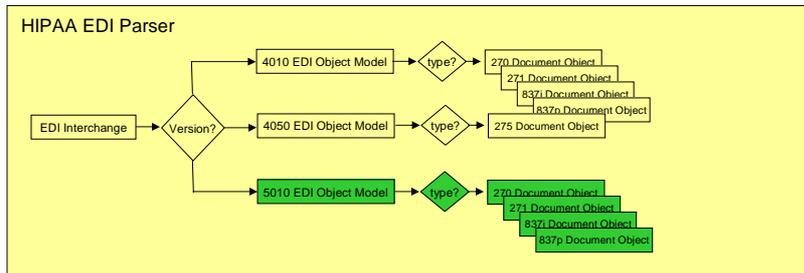 HIPAA EDI Parser
4010 EDI Object Model
type?
270 Document Object
271 Document Object
837i Document Object
837p Document Object
EDI Interchange
Version?
4050 EDI Object Model
type?
275 Document Object
5010 EDI Object Model
type?
270 Document Object
271 Document Object
837i Document Object
837p Document Object